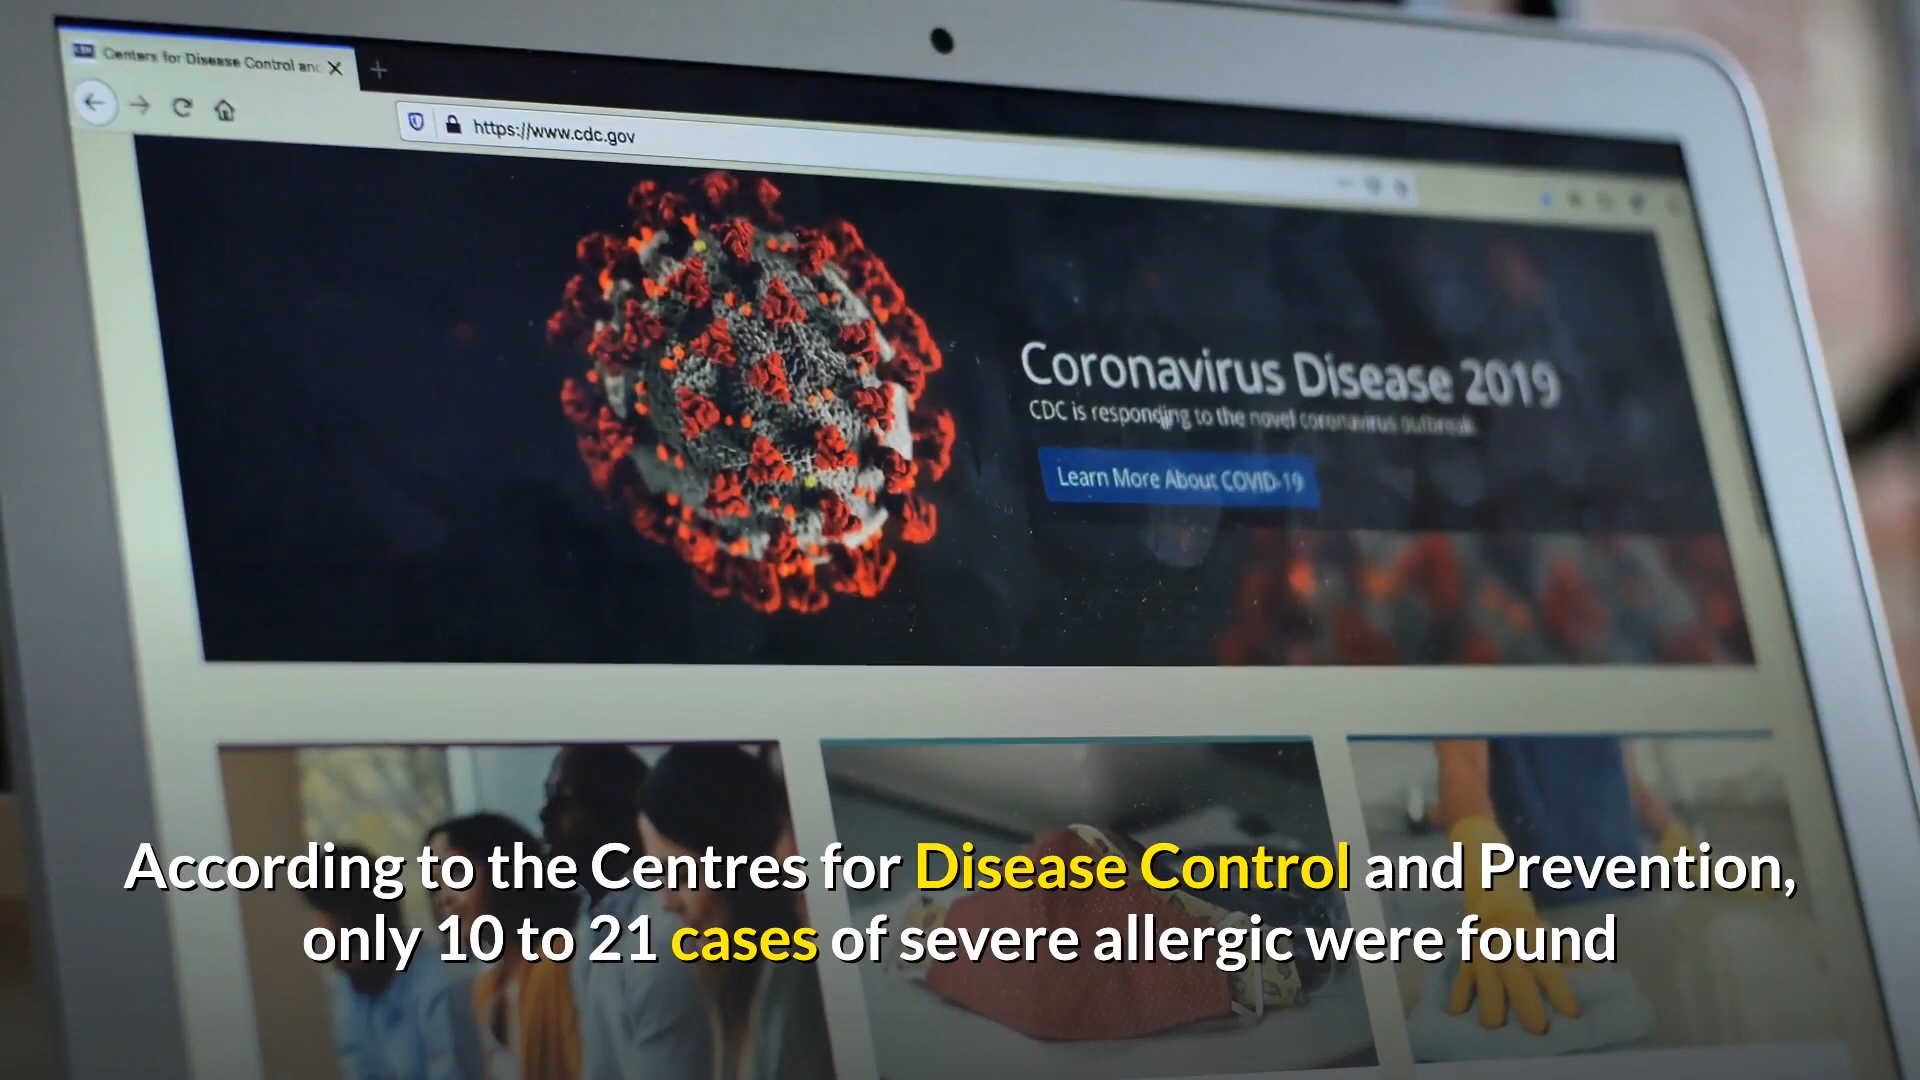 Centers for Disease Control and
https://www.cdc.gov
Coronavirus Disease 2019
CDC is responding to the novel coronavirus outbreak
Learn More About COVID-19
According to the Centres for Disease Control and Prevention,
only 10 to 21 cases of severe allergic were found